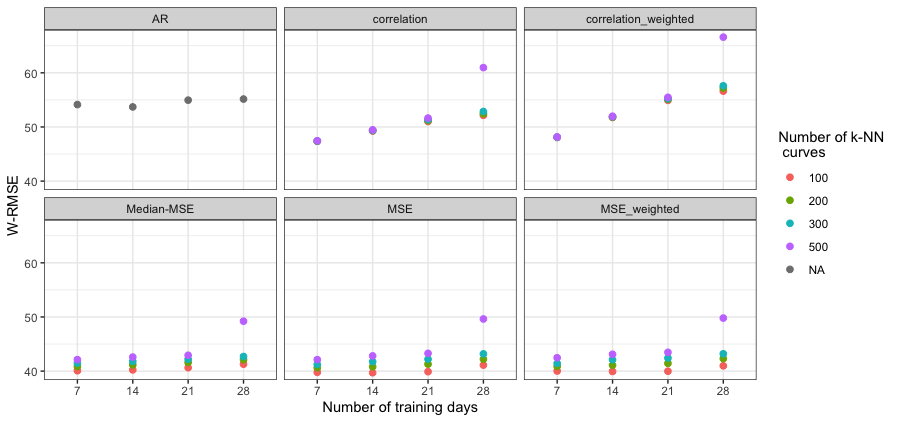 AR
correlation
correlation_weighted
60
50
40
Median-MSE
MSE
MSE_weighted
60
50
40
7 14 21 28
7 14 21 28
7 14 21 28
W-RMSE
Number of training days
Number of k-NN
curves
100
200
300
500
NA